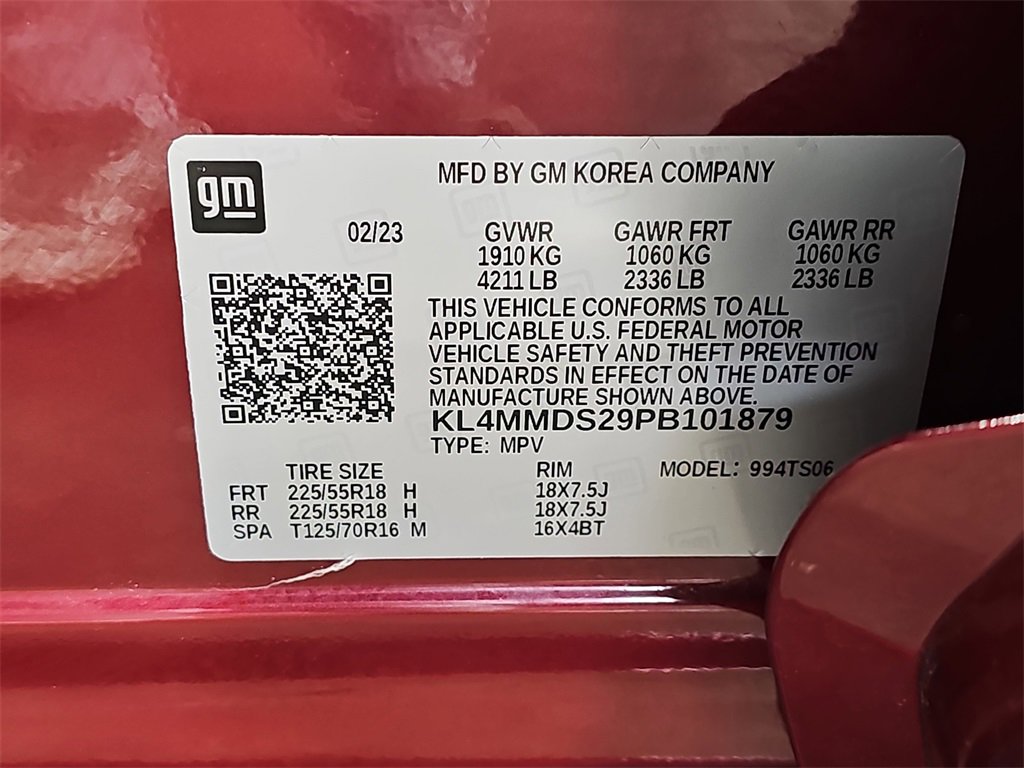 gm
MFD BY GM KOREA COMPANY
02/23 GVWR GAWR FRT GAWR RR
1910 KG 1060 KG 1060 KG
4211 LB 2336 LB 2336 LB
THIS VEHICLE CONFORMS TO ALL
APPLICABLE U.S. FEDERAL MOTOR
VEHICLE SAFETY AND THEFT PREVENTION
STANDARDS IN EFFECT ON THE DATE OF
MANUFACTURE SHOWN ABOVE.
KL4MMDS29PB101879
TYPE: MPV
TIRE SIZE RIM MODEL: 994TS06
FRT 225/55R18 H 18X7.5J
RR 225/55R18 H 18X7.5J
SPA T125/70R16 M 16X4BT